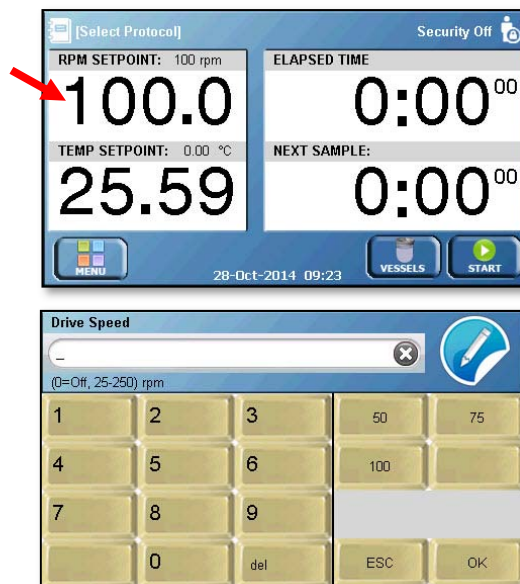 [Select Protocol] Security Off
RPM SETPOINT: 100 rpm ELAPSED TIME
100.0 0:00 00
TEMP SETPOINT: 0.00 °C NEXT SAMPLE:
25.59 0:00 00
MENU 28-Oct-2014 09:23 VESSELS START
Drive Speed
_
(0=Off, 25-250) rpm
1 2 3 50 75
4 5 6 100
7 8 9
0 del ESC OK